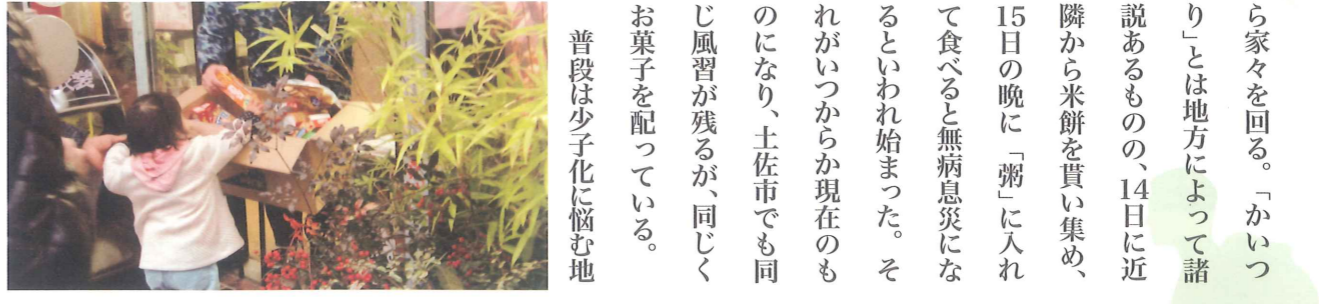 ら家々を回る。「かいつ
り」とは地方によって諸
説あるものの、14日に近
隣から米餅を貰い集め、
15日の晩に「粥」に入れ
て食べると無病息災にな
るといわれ始まった。そ
れがいつからか現在のも
のになり、土佐市でも同
じ風習が残るが、同じく
お菓子を配っている。
普段は少子化に悩む地